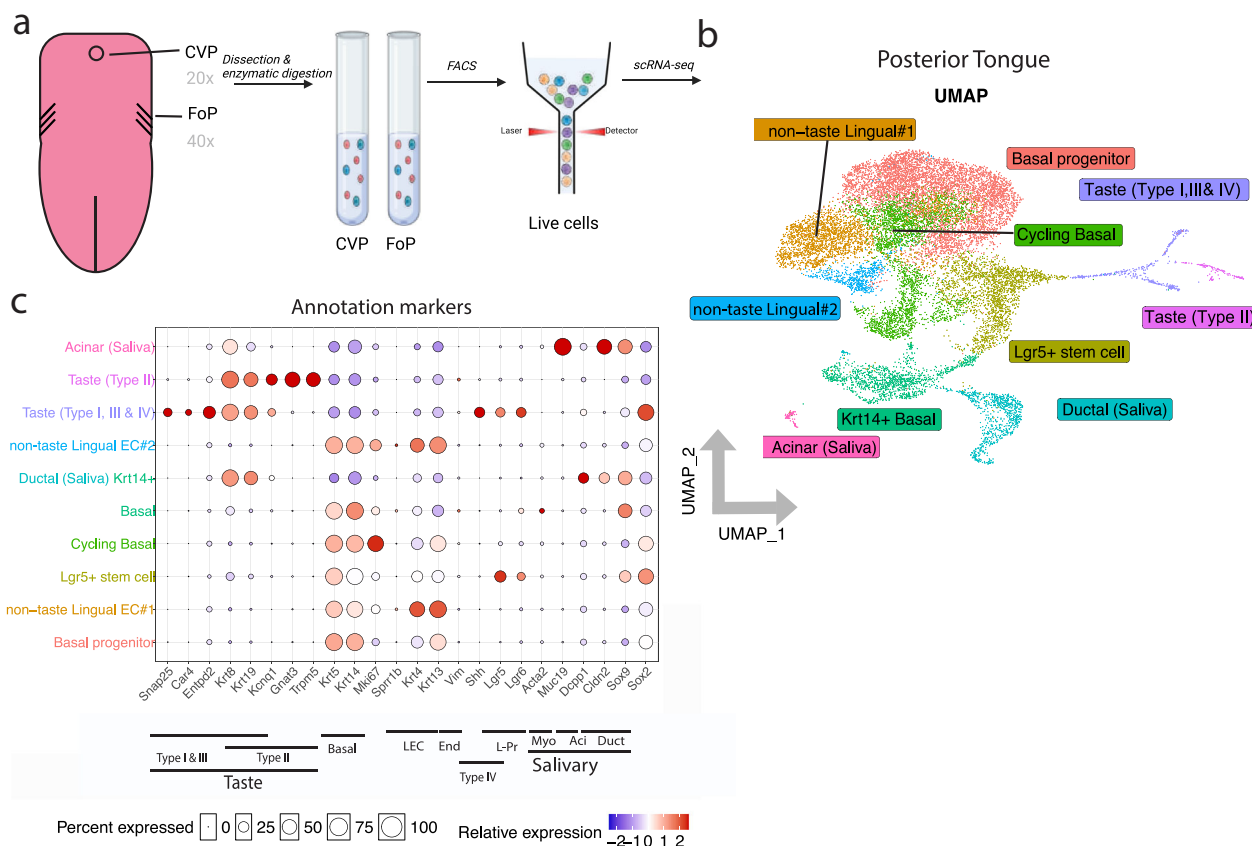 a
CVP
20x
FoP
40x
Dissection &
enzymatic digestion
CVP
FoP
FACS
Laser
Detector
Live cells
scRNA-seq
b
Posterior Tongue
UMAP
non–taste Lingual#1
Basal progenitor
Taste (Type I,III& IV)
Cycling Basal
non-taste Lingual#2
Taste (Type II)
Lgr5+ stem cell
Krt14+ Basal
Ductal (Saliva)
Acinar (Saliva)
UMAP_2
UMAP_1
c
Annotation markers
Acinar (Saliva)
Taste (Type II)
Taste (Type I, III & IV)
non-taste Lingual EC#2
Ductal (Saliva) Krt14+
Basal
Cycling Basal
Lgr5+ stem cell
non–taste Lingual EC#1
Basal progenitor
Snap25
Car4
Entpd2
Krt8
Krt19
Kcnq1
Gnat3
Trpm5
Krt5
Krt14
Mki67
Sprr1b
Krt4
Krt13
Vim
Shh
Lgr5
Lgr6
Acta2
Muc19
Dcpp1
Cldn2
Sox9
Sox2
Type I & III
Type II
Taste
Basal
LEC
End
Type IV
L-Pr
Myo
Aci
Duct
Salivary
Percent expressed
0
25
50
75
100
Relative expression
−2 −1 0 1 2